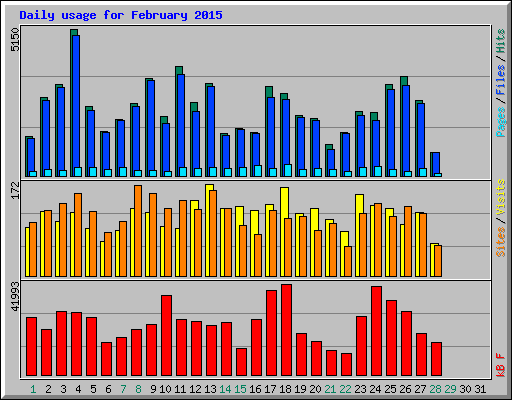 Daily usage for February 2015
5150
Pages/Files/Hits
172
Sites/Visits
41993
kB F
1 2 3 4 5 6 7 8 9 10 11 12 13 14 15 16 17 18 19 20 21 22 23 24 25 26 27 28 29 30 31